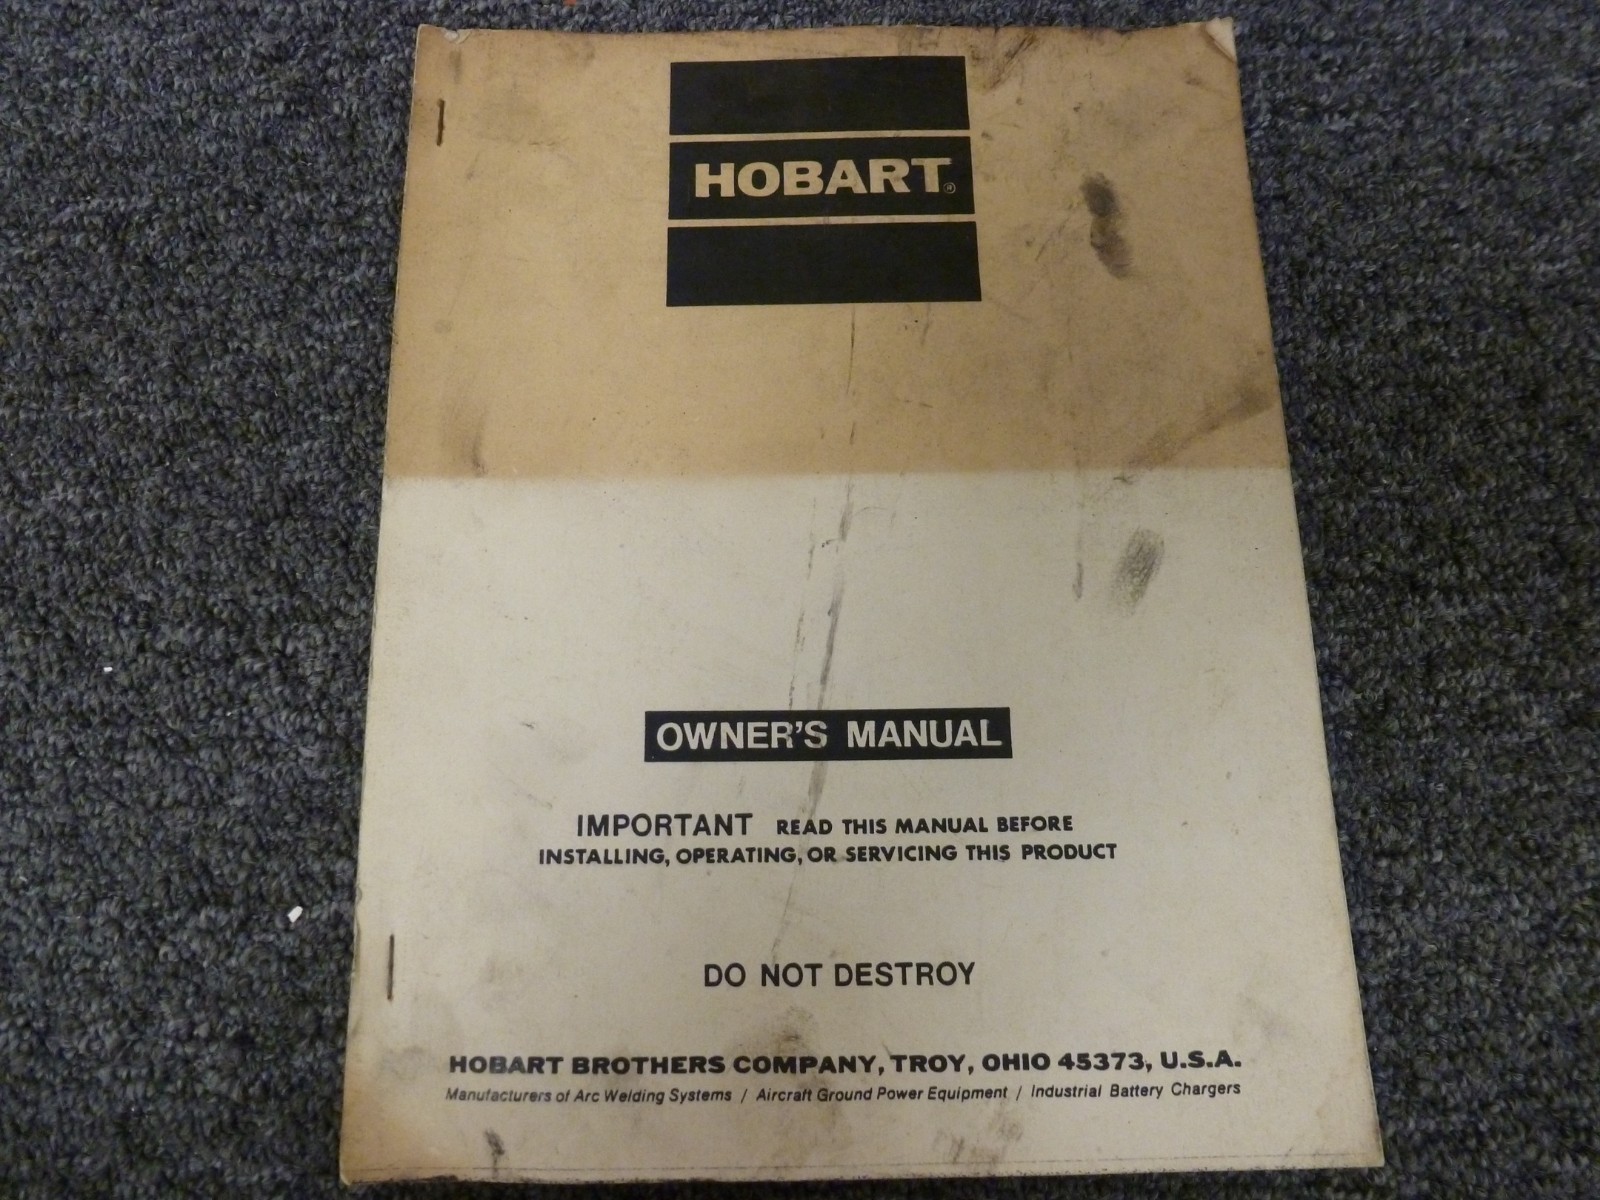 HOBART®
OWNER'S MANUAL
IMPORTANT READ THIS MANUAL BEFORE
INSTALLING, OPERATING, OR SERVICING THIS PRODUCT
DO NOT DESTROY
HOBART BROTHERS COMPANY, TROY, OHIO 45373, U.S.A.
Manufacturers of Arc Welding Systems / Aircraft Ground Power Equipment / Industrial Battery Chargers